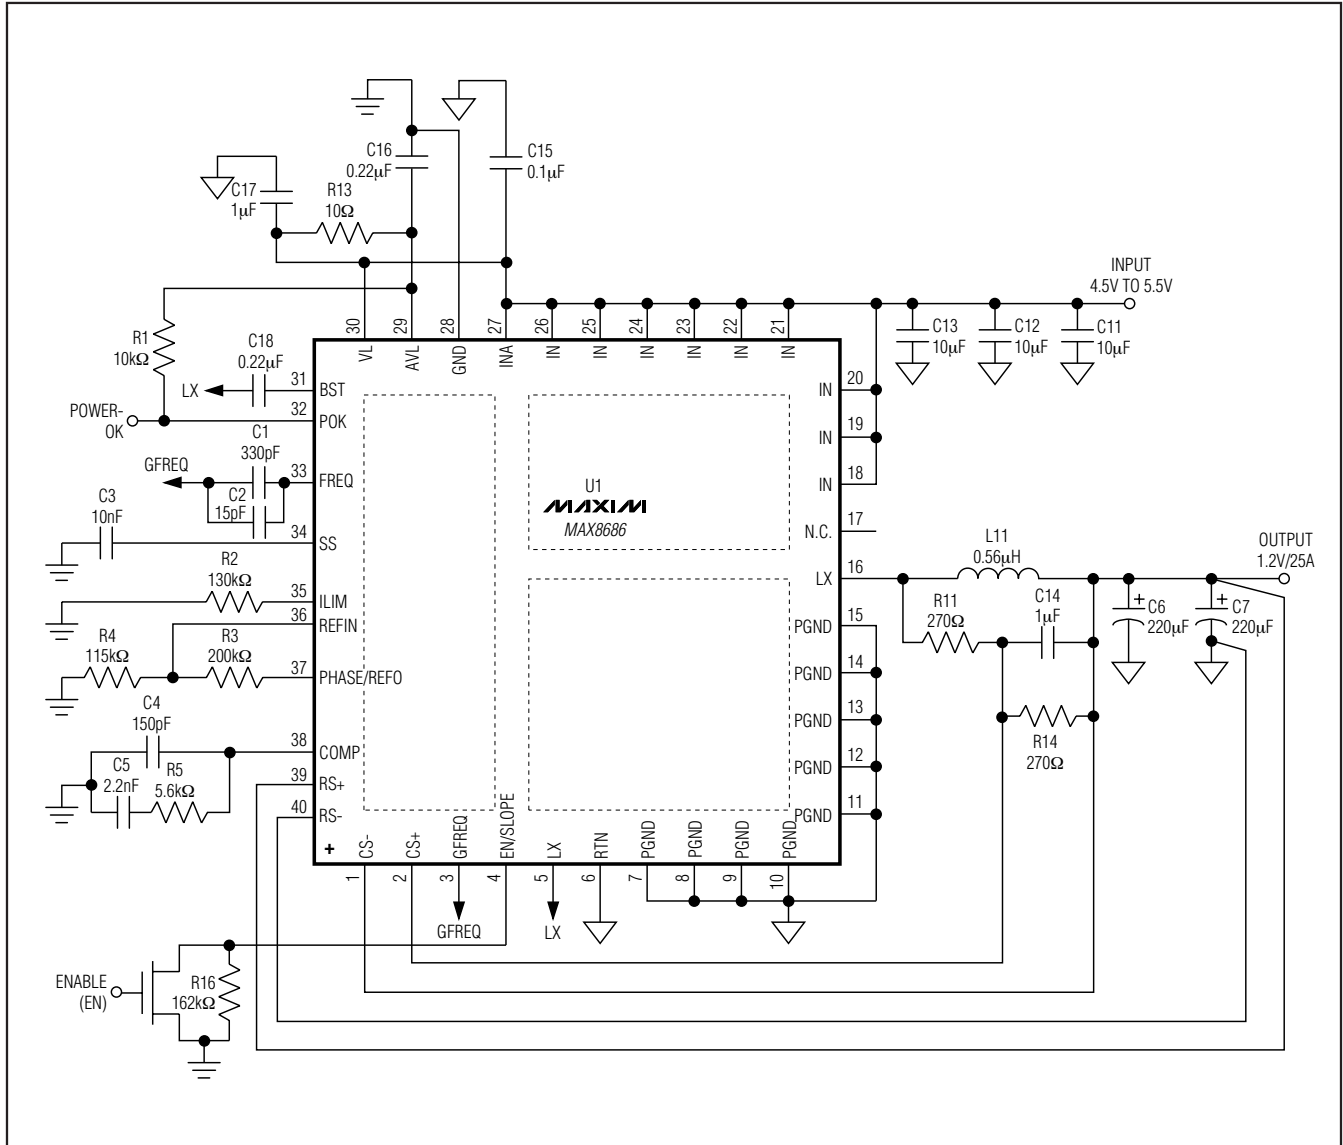 C16
0.22µF
C15
0.1µF
C17
1µF
R13
10Ω
INPUT
4.5V TO 5.5V
R1
10kΩ
C18
0.22µF
C13
10µF
C12
10µF
C11
10µF
30
29
28
27
26
25
24
23
22
21
VL
AVL
GND
INA
IN
IN
IN
IN
IN
IN
LX
31
BST
POWER-
OK
32
POK
IN
20
IN
19
IN
18
N.C.
17
C1
330pF
GFREQ
33
FREQ
C2
15pF
C3
10nF
34
SS
U1
MAXIM
MAX8686
R2
130kΩ
35
ILIM
36
REFIN
R4
115kΩ
R3
200kΩ
37
PHASE/REFO
L11
0.56µH
OUTPUT
1.2V/25A
LX
16
R11
270Ω
C14
1µF
+
C6
220µF
+
C7
220µF
PGND
15
PGND
14
PGND
13
PGND
12
PGND
11
R14
270Ω
C4
150pF
38
COMP
C5
2.2nF
R5
5.6kΩ
39
RS+
40
RS-
+
CS-
CS+
GFREQ
EN/SLOPE
LX
RTN
PGND
PGND
PGND
PGND
1
2
3
4
5
6
7
8
9
10
GFREQ
LX
ENABLE
(EN)
R16
162kΩ